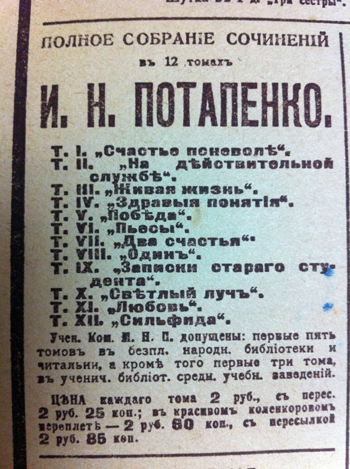 „Три сестры".
ПОЛНОЕ СОБРАНІЕ СОЧИНЕНІЙ
въ 12 томахъ
И. Н. ПОТАПЕНКО.
Т. I. „Счастье поневолѣ".
Т. II. „На дѣйствительной
службѣ".
Т. III. „Живая жизнь".
Т. IV. „Здравыя понятія".
Т. V. „Побѣда".
Т. VI. „Пьесы".
Т. VII. „Два счастья".
Т. VIII. „Одинъ".
Т. IX. „Записки стараго сту-
дента".
Т. X. „Свѣтлый лучъ".
Т. XI. „Любовь".
Т. XII. „Сильфида".
Учен. Ком. М. Н. П. допущены: первые пять
томовъ въ безпл. народн. библіотеки и
читальни, а кромѣ того первые три тома,
въ ученич. библіот. средн. учебн. заведеній.
ЦѢНА каждаго тома 2 руб., съ перес.
2 руб. 25 коп.; въ красивомъ коленкоровомъ
переплетѣ — 2 руб. 60 коп., съ пересылкой
2 руб. 85 коп.